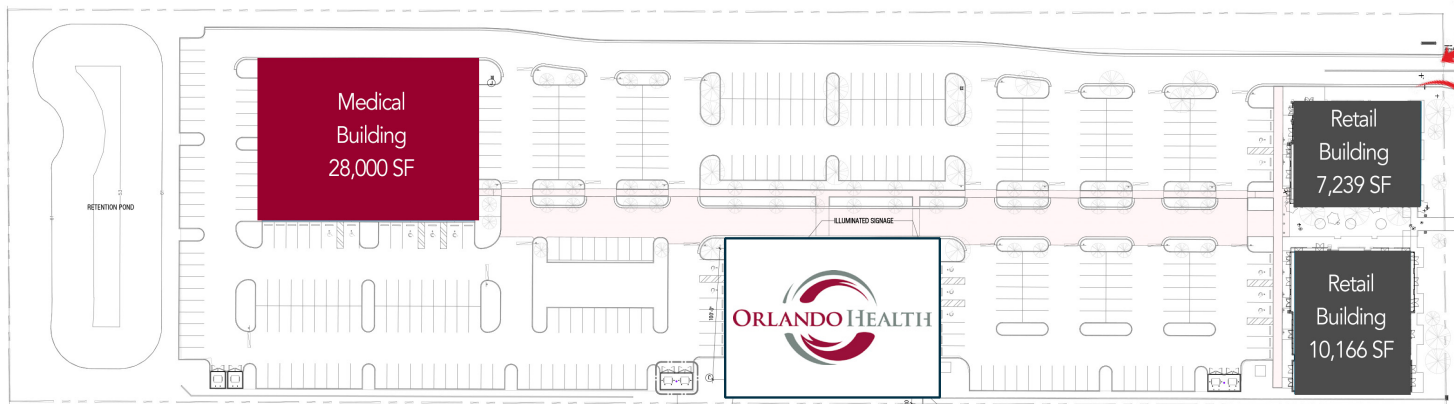 Medical
Building
28,000 SF
Retail
Building
7,239 SF
RETENTION POND
ILLUMINATED SIGNAGE
ORLANDO HEALTH
Retail
Building
10,166 SF